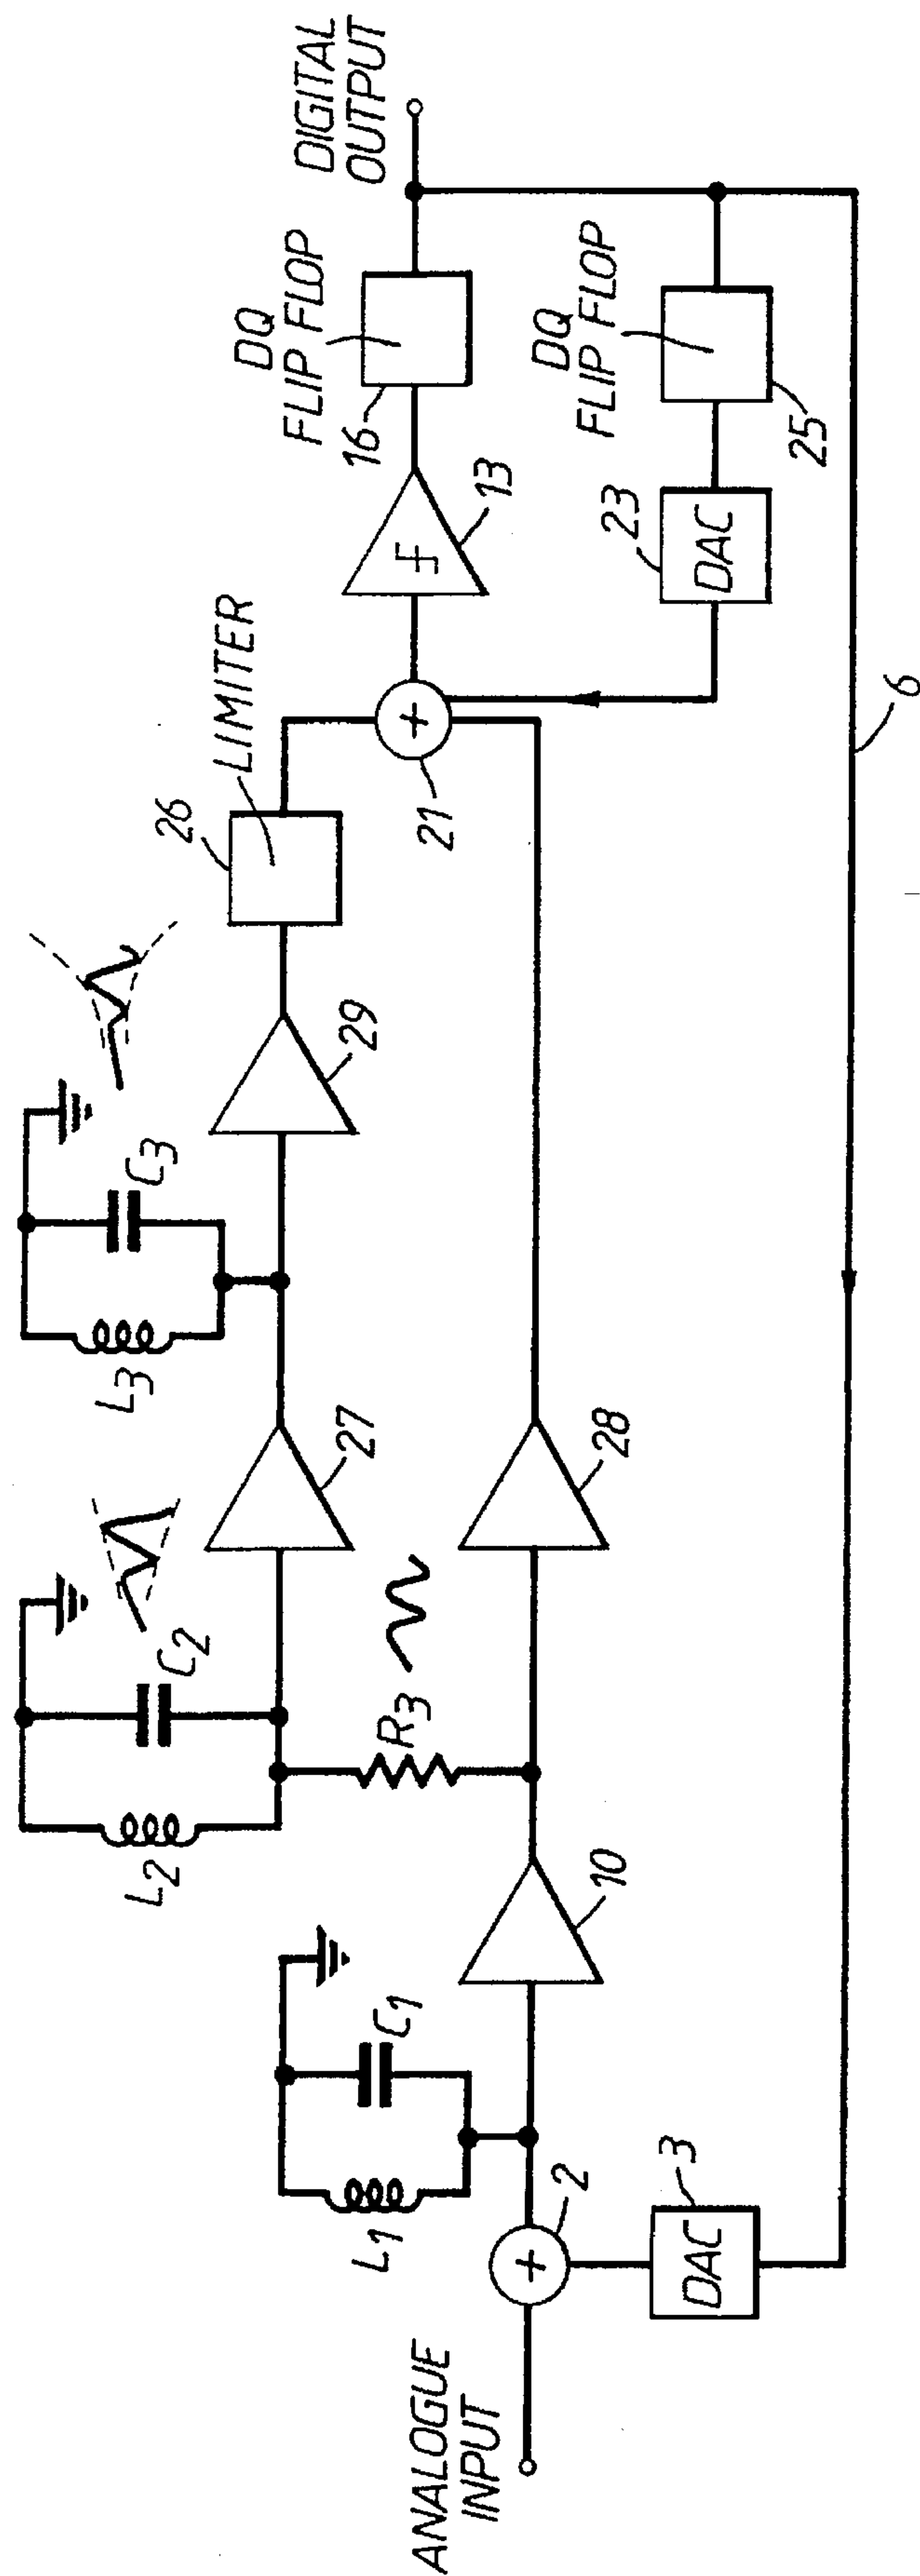 ANALOGUE
INPUT
2
DAC
3
L1
C1
10
L2
C2
R3
27
28
L3
C3
29
26
LIMITER
21
13
16
DQ
FLIP FLOP
DIGITAL
OUTPUT
DAC
23
DQ
FLIP FLOP
25
6